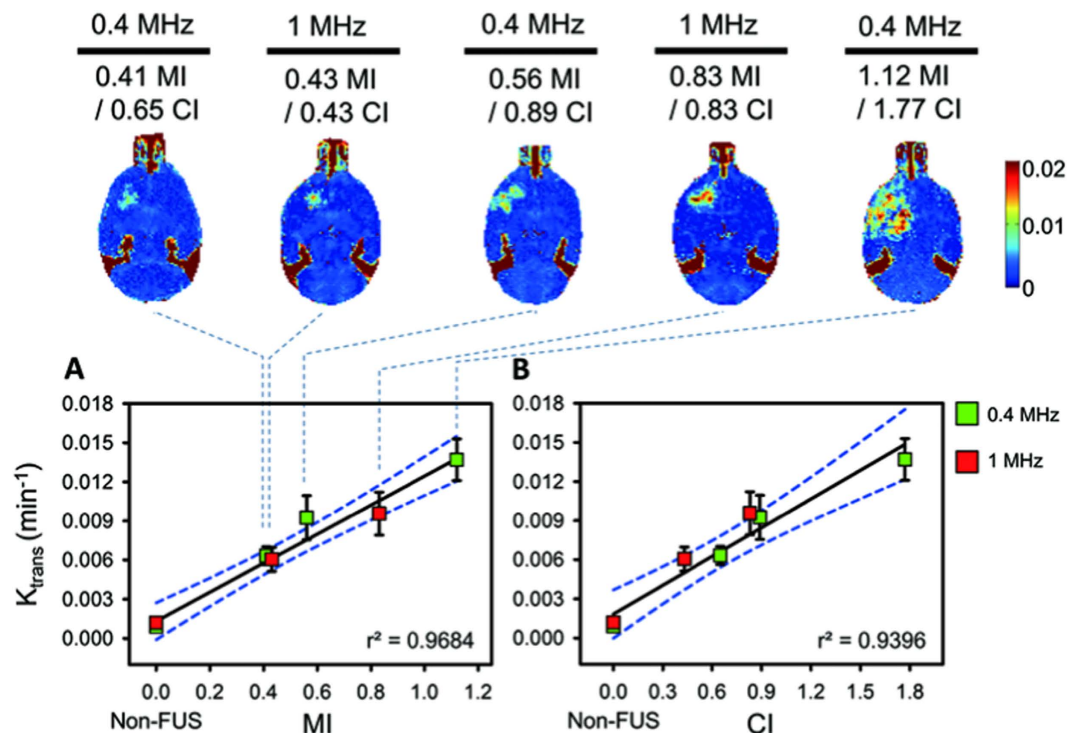 0.4 MHz 1 MHz 0.4 MHz 1 MHz 0.4 MHz
0.41 MI 0.43 MI 0.56 MI 0.83 MI 1.12 MI
/ 0.65 CI / 0.43 CI / 0.89 CI / 0.83 CI / 1.77 CI
0.02
0.01
0
A B
0.018 0.018
0.015 0.015
0.012 0.012
0.009 0.009
0.006 0.006
0.003 0.003
0.000 0.000
Ktrans (min-1)
r² = 0.9684 r² = 0.9396
0.4 MHz
1 MHz
0.0 0.2 0.4 0.6 0.8 1.0 1.2 0.0 0.3 0.6 0.9 1.2 1.5 1.8
Non-FUS MI Non-FUS CI